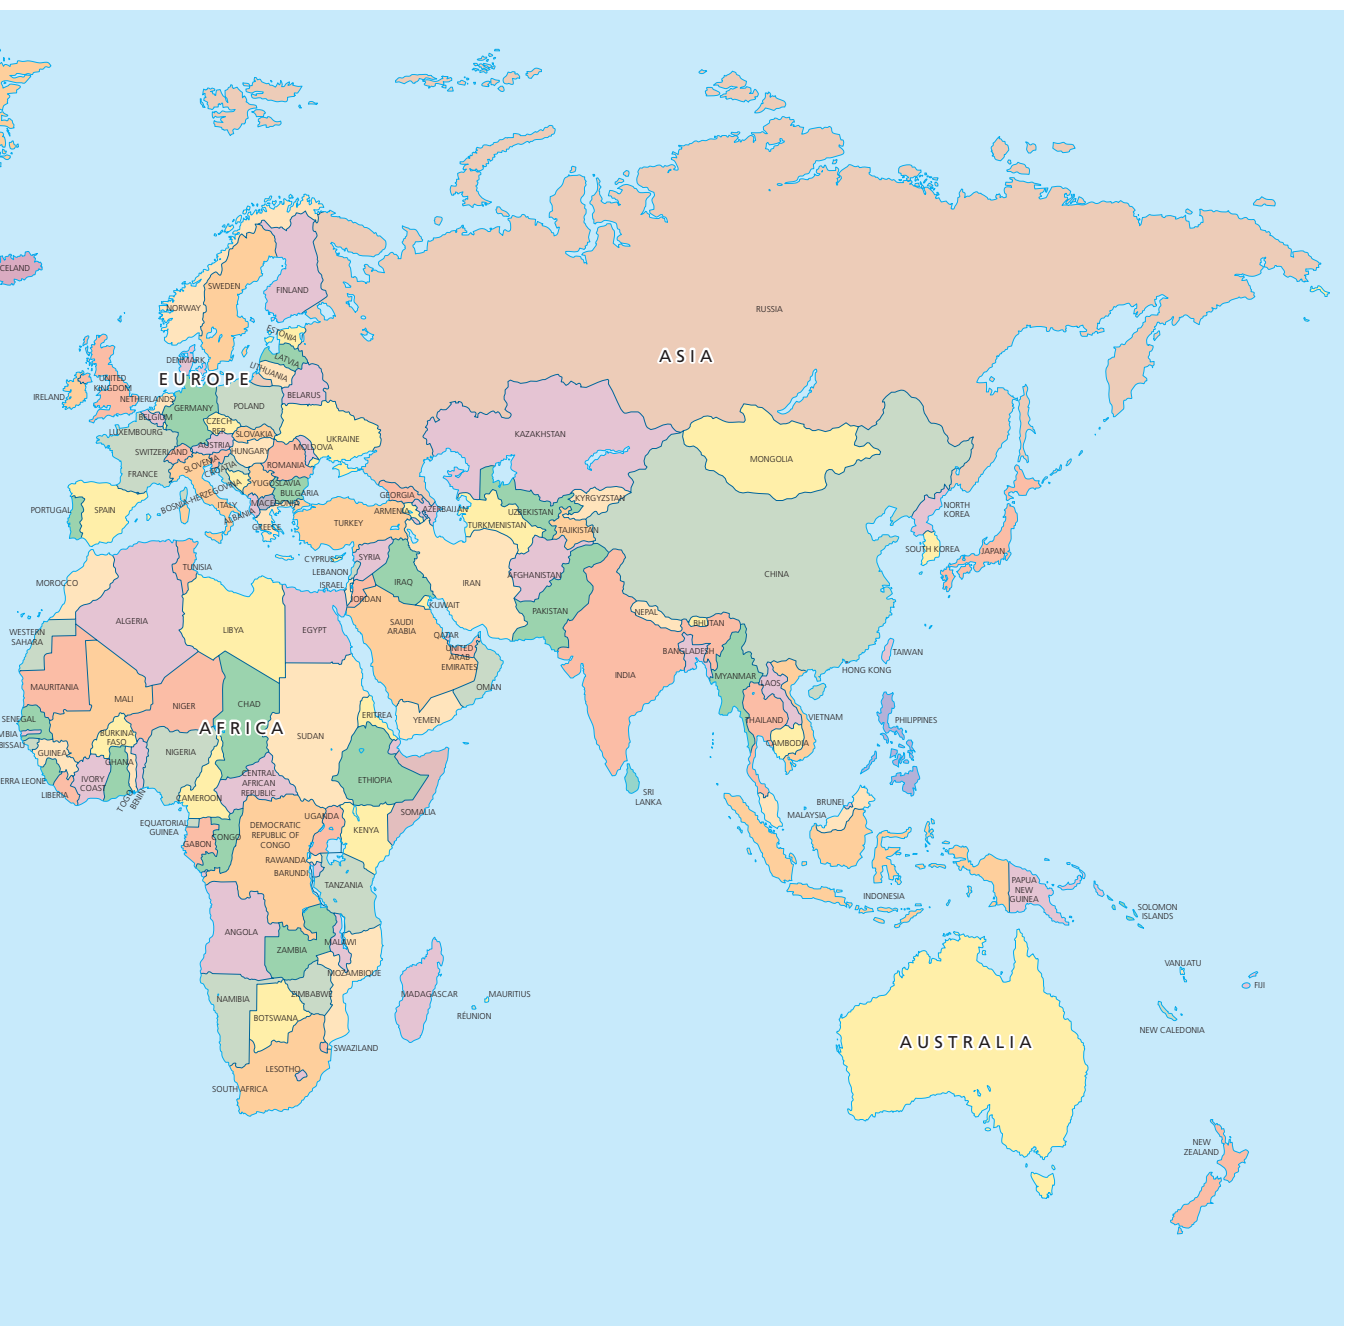 CELAND
SWEDEN
FINLAND
NORWAY
RUSSIA
ESTONIA
LATVIA
LITHUANIA
DENMARK
ASIA
EUROPE
UNITED
KINGDOM
IRELAND
NETHERLANDS
BELARUS
GERMANY
POLAND
BELGIUM
CZECH
REP.
LUXEMBOURG
SLOVAKIA
UKRAINE
KAZAKHSTAN
AUSTRIA
MOLDOVA
SWITZERLAND
HUNGARY
MONGOLIA
SLOVENIA
CROATIA
ROMANIA
FRANCE
YUGOSLAVIA
BOSNIA-HERZEGOVINA
BULGARIA
GEORGIA
KYRGYZSTAN
PORTUGAL
SPAIN
ITALY
MACEDONIA
ALBANIA
ARMENIA
AZERBAIJAN
UZBEKISTAN
NORTH
KOREA
GREECE
TURKEY
TURKMENISTAN
TAJIKISTAN
SOUTH KOREA
JAPAN
CYPRUS
SYRIA
TUNISIA
LEBANON
AFGHANISTAN
CHINA
MOROCCO
ISRAEL
IRAQ
IRAN
JORDAN
KUWAIT
PAKISTAN
NEPAL
ALGERIA
LIBYA
EGYPT
SAUDI
ARABIA
BHUTAN
WESTERN
SAHARA
QATAR
UNITED
ARAB
EMIRATES
BANGLADESH
TAIWAN
HONG KONG
INDIA
MYANMAR
LAOS
MAURITANIA
OMAN
MALI
NIGER
CHAD
SENEGAL
ERITREA
YEMEN
THAILAND
VIETNAM
PHILIPPINES
AFRICA
MBIA
BISSAU
BURKINA
FASO
SUDAN
CAMBODIA
GUINEA
NIGERIA
GHANA
ERRA LEONE
IVORY
COAST
CENTRAL
AFRICAN
REPUBLIC
ETHIOPIA
LIBERIA
TOGO
BENIN
CAMEROON
SRI
LANKA
BRUNEI
SOMALIA
MALAYSIA
EQUATORIAL
GUINEA
UGANDA
DEMOCRATIC
REPUBLIC OF
CONGO
KENYA
GABON
CONGO
RAWANDA
BARUNDI
TANZANIA
INDONESIA
PAPUA
NEW
GUINEA
SOLOMON
ISLANDS
ANGOLA
MALAWI
ZAMBIA
MOZAMBIQUE
VANUATU
NAMIBIA
ZIMBABWE
MADAGASCAR
MAURITIUS
FIJI
BOTSWANA
RÉUNION
NEW CALEDONIA
AUSTRALIA
SWAZILAND
LESOTHO
SOUTH AFRICA
NEW
ZEALAND